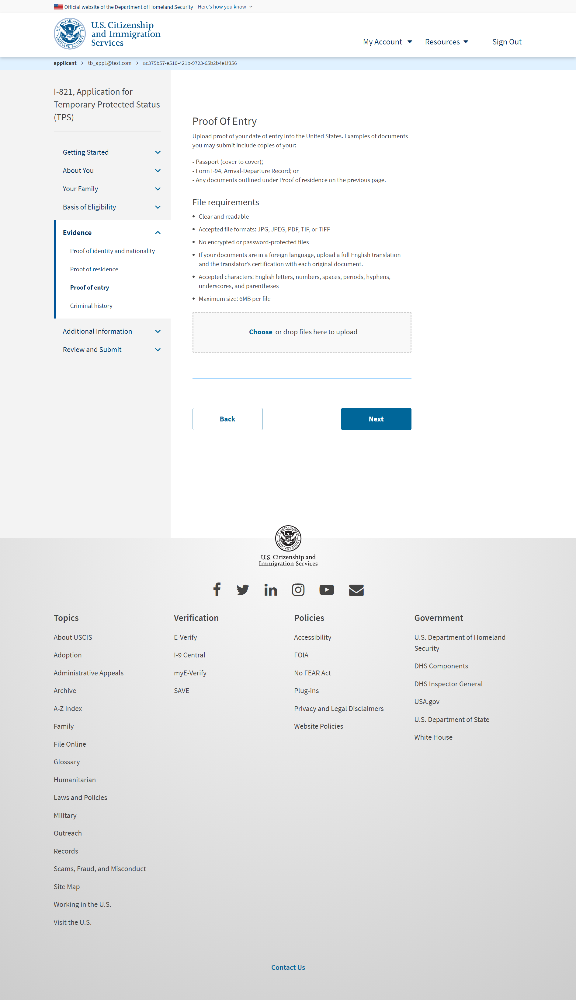 Official website of the Department of Homeland Security Here's how you know
U.S. Citizenship
and Immigration
Services
U.S. DEPARTMENT OF HOMELAND SECURITY
My Account Resources Sign Out
applicant > tb_app1@test.com > ac375b57-e510-421b-9723-65b2b4e1f356
I-821, Application for
Temporary Protected Status
(TPS)
Getting Started
About You
Your Family
Basis of Eligibility
Evidence
Proof of identity and nationality
Proof of residence
Proof of entry
Criminal history
Additional Information
Review and Submit
Proof Of Entry
Upload proof of your date of entry into the United States. Examples of documents
you may submit include copies of your:
- Passport (cover to cover);
- Form I-94, Arrival-Departure Record; or
- Any documents outlined under Proof of residence on the previous page.
File requirements
• Clear and readable
• Accepted file formats: JPG, JPEG, PDF, TIF, or TIFF
• No encrypted or password-protected files
• If your documents are in a foreign language, upload a full English translation
and the translator's certification with each original document.
• Accepted characters: English letters, numbers, spaces, periods, hyphens,
underscores, and parentheses
• Maximum size: 6MB per file
Choose or drop files here to upload
Back
Next
U.S. DEPARTMENT OF HOMELAND SECURITY
U.S. Citizenship and
Immigration Services
Topics
About USCIS
Adoption
Administrative Appeals
Archive
A-Z Index
Family
File Online
Glossary
Humanitarian
Laws and Policies
Military
Outreach
Records
Scams, Fraud, and Misconduct
Site Map
Working in the U.S.
Visit the U.S.
Verification
E-Verify
I-9 Central
myE-Verify
SAVE
Policies
Accessibility
FOIA
No FEAR Act
Plug-ins
Privacy and Legal Disclaimers
Website Policies
Government
U.S. Department of Homeland
Security
DHS Components
DHS Inspector General
USA.gov
U.S. Department of State
White House
Contact Us